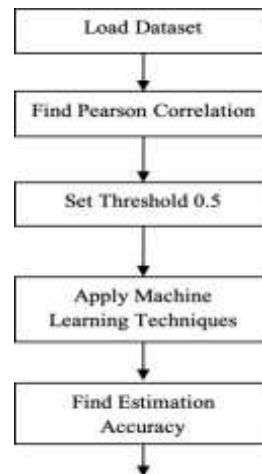 Load Dataset
Find Pearson Correlation
Set Threshold 0.5
Apply Machine
Learning Techniques
Find Estimation
Accuracy